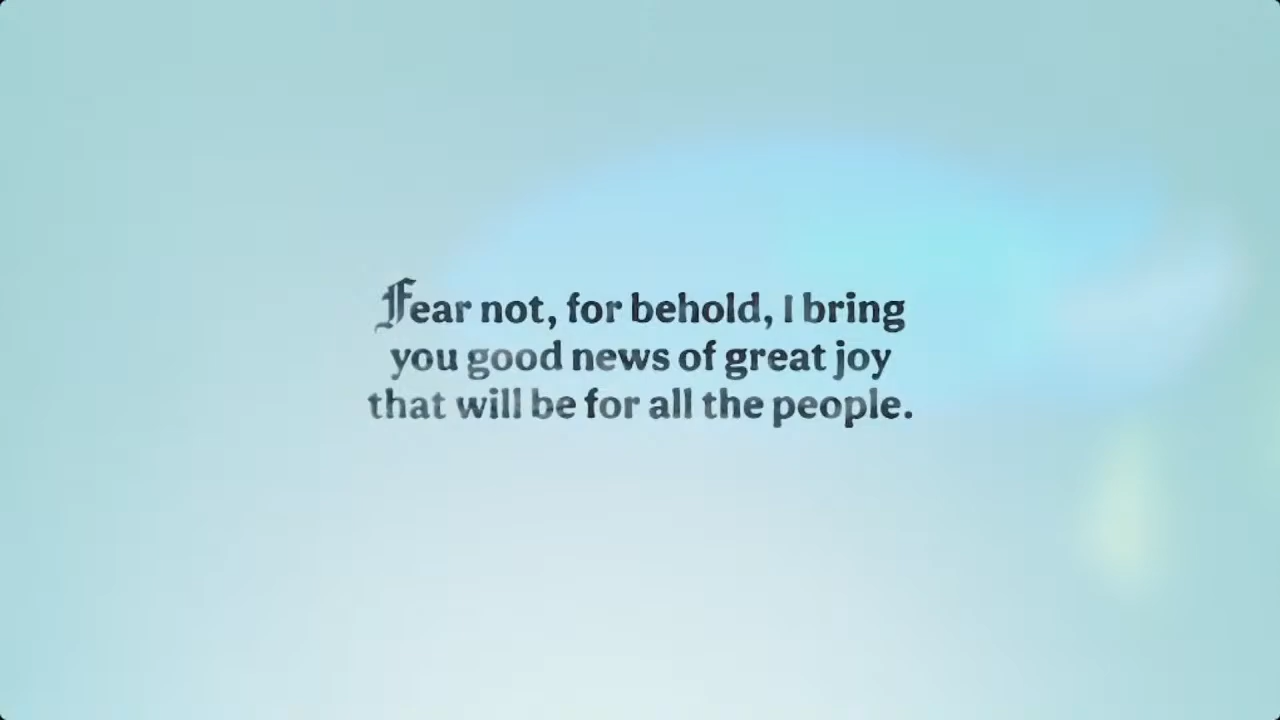 Fear not, for behold, I bring
you good news of great joy
that will be for all the people.